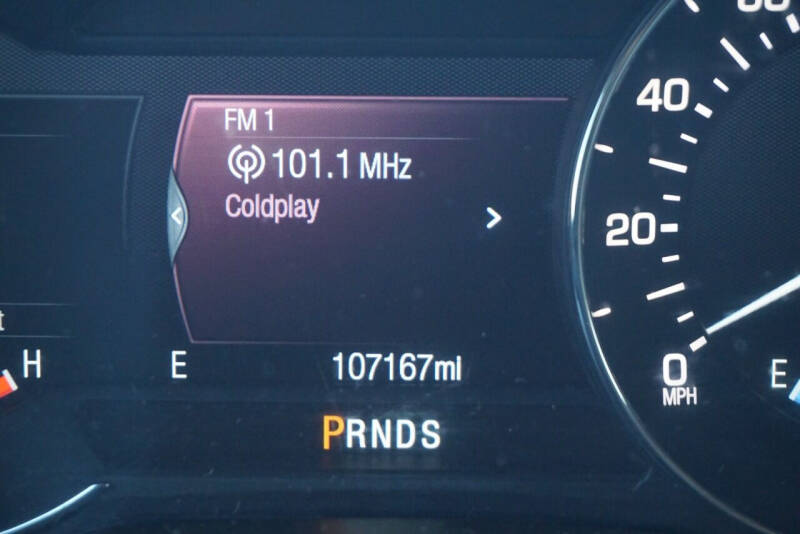 FM 1
101.1 MHz
Coldplay
40
20
0
MPH
H
E
107167mi
E
PRNDS